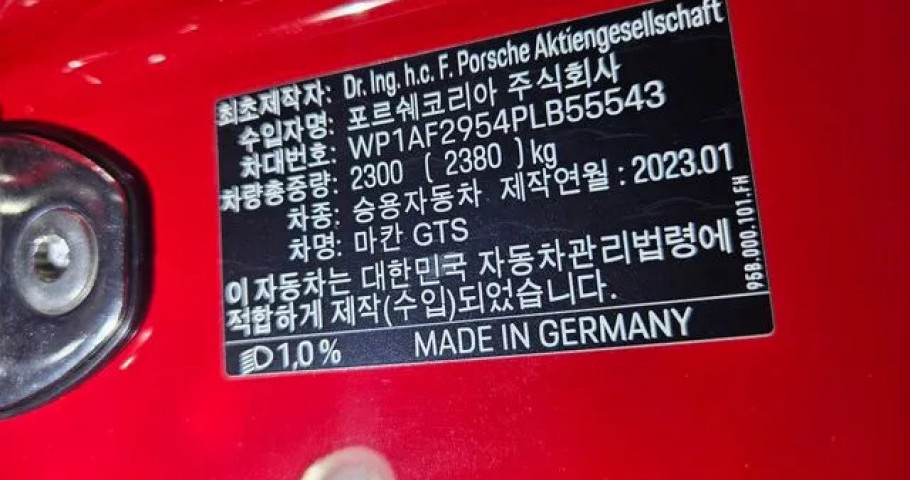 최초제작자: Dr. Ing. h.c. F. Porsche Aktiengesellschaft
수입자명: 포르쉐코리아 주식회사
차대번호: WP1AF2954PLB55543
차량총중량: 2300 ( 2380 )kg
차종: 승용자동차 제작연월 : 2023.01
차명: 마칸 GTS
이 자동차는 대한민국 자동차관리법령에
적합하게 제작(수입)되었습니다.
1,0% MADE IN GERMANY
95B.000.101.FH